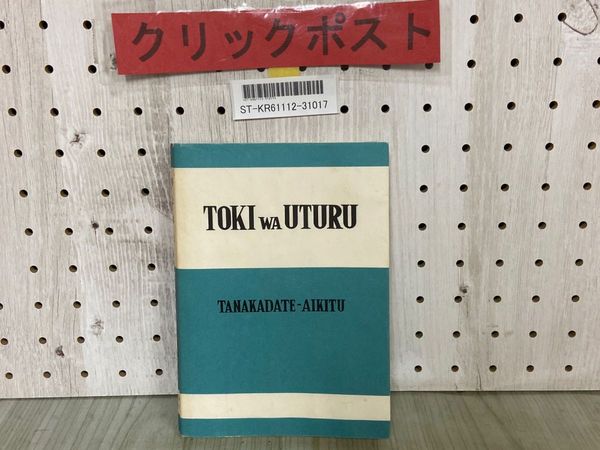 クリックポスト
ST-KR61112-31017
TOKI WA UTURU
TANAKADATE-AIKITU